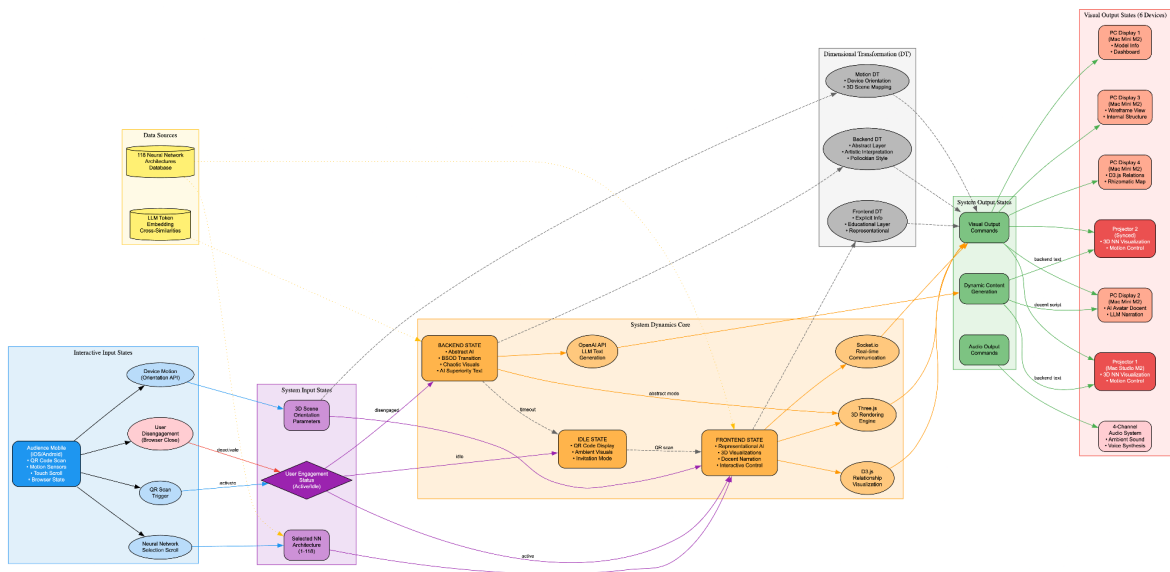 Visual Output States (6 Devices)
PC Display 1
(Mac Mini M2)
• Model Info
• Dashboard
PC Display 3
(Mac Mini M2)
• Wireframe View
• Internal Structure
PC Display 4
(Mac Mini M2)
• D3.js Relations
• Rhizomatic Map
Projector 2
(Synced)
• 3D NN Visualization
• Motion Control
PC Display 2
(Mac Mini M2)
• AI Avatar Docent
• LLM Narration
Projector 1
(Mac Studio M2)
• 3D NN Visualization
• Motion Control
4-Channel
Audio System
• Ambient Sound
• Voice Synthesis
Dimensional Transformation (DT)
Motion DT
• Device Orientation
• 3D Scene Mapping
Backend DT
• Abstract Layer
• Artistic Interpretation
• Pollockian Style
Frontend DT
• Explicit Info
• Educational Layer
• Representational
Data Sources
118 Neural Network
Architectures
Database
LLM Token
Embedding
Cross-Similarities
System Output States
Visual Output
Commands
Dynamic Content
Generation
Audio Output
Commands
backend text
docent script
backend text
System Dynamics Core
BACKEND STATE
• Abstract AI
• BSOD Transition
• Chaotic Visuals
• AI Superiority Text
OpenAI API
LLM Text
Generation
Socket.io
Real-time
Communication
abstract mode
Three.js
3D Rendering
Engine
timeout
IDLE STATE
• QR Code Display
• Ambient Visuals
• Invitation Mode
QR scan
FRONTEND STATE
• Representational AI
• 3D Visualizations
• Docent Narration
• Interactive Control
D3.js
Relationship
Visualization
Interactive Input States
Device Motion
(Orientation API)
User
Disengagement
(Browser Close)
Audience Mobile
(iOS/Android)
• QR Code Scan
• Motion Sensors
• Touch Scroll
• Browser State
QR Scan
Trigger
Neural Network
Selection Scroll
deactivate
activate
System Input States
3D Scene
Orientation
Parameters
User Engagement
Status
(Active/Idle)
Selected NN
Architecture
(1-118)
disengaged
idle
active